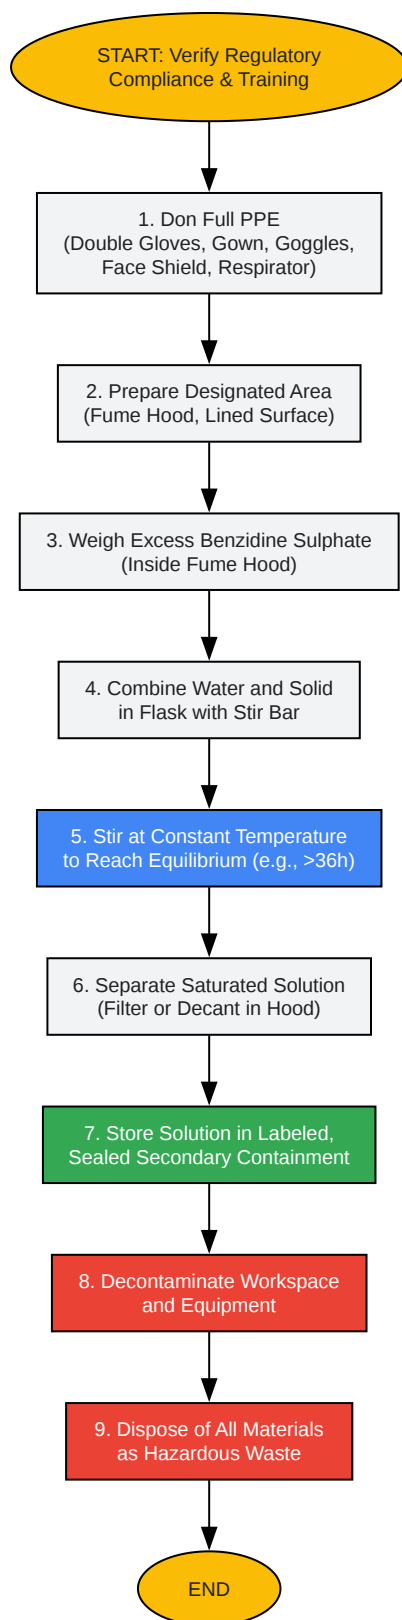 START: Verify Regulatory
Compliance & Training
1. Don Full PPE
(Double Gloves, Gown, Goggles,
Face Shield, Respirator)
2. Prepare Designated Area
(Fume Hood, Lined Surface)
3. Weigh Excess Benzidine Sulphate
(Inside Fume Hood)
4. Combine Water and Solid
in Flask with Stir Bar
5. Stir at Constant Temperature
to Reach Equilibrium (e.g., >36h)
6. Separate Saturated Solution
(Filter or Decant in Hood)
7. Store Solution in Labeled,
Sealed Secondary Containment
8. Decontaminate Workspace
and Equipment
9. Dispose of All Materials
as Hazardous Waste
END